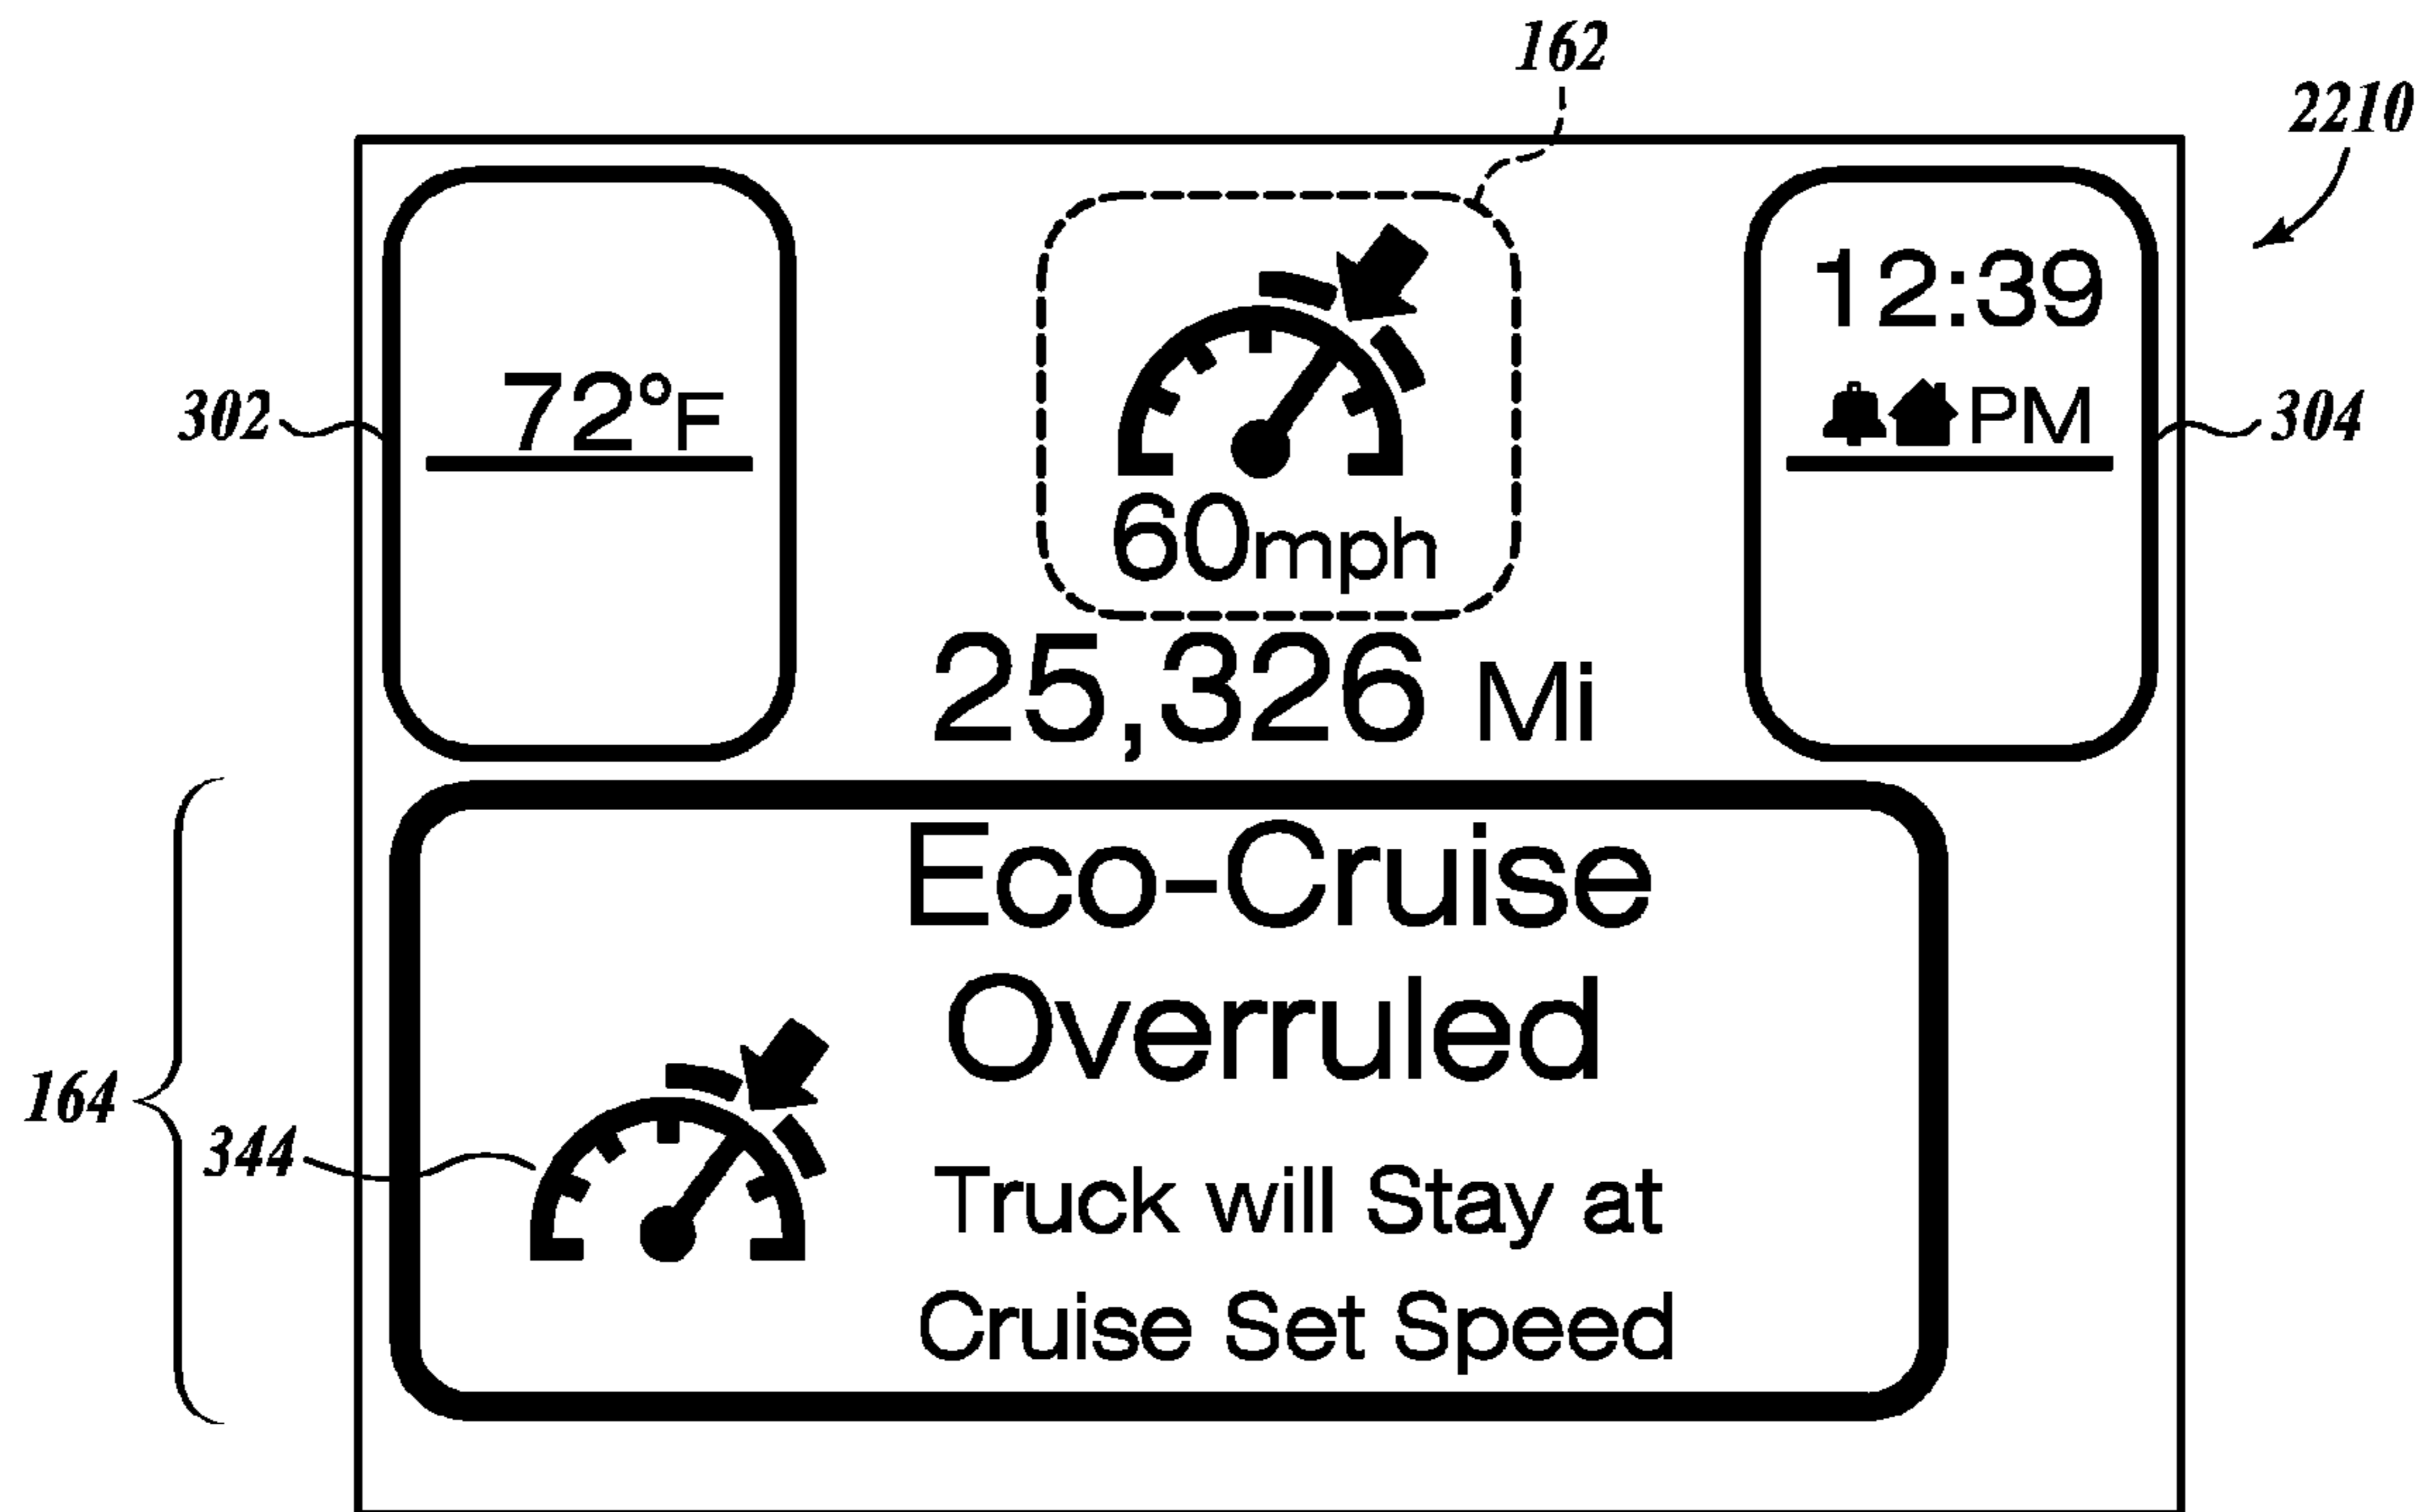 162
2210
302
72°F
60mph
12:39
PM
304
25,326 Mi
164
344
Eco-Cruise
Overruled
Truck will Stay at
Cruise Set Speed